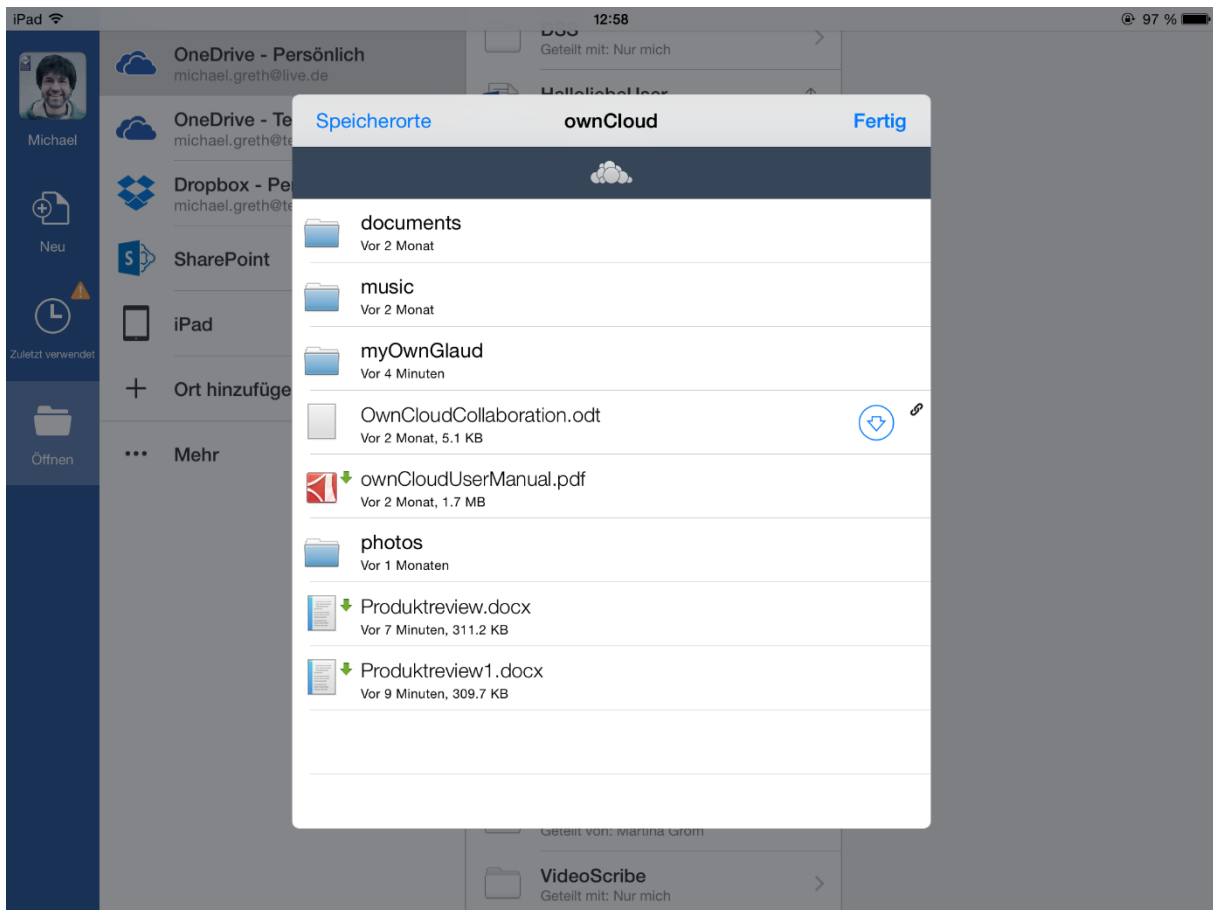 iPad 12:58 97 %
Michael
Neu
Zuletzt verwendet
Öffnen
OneDrive - Persönlich
michael.greth@live.de
OneDrive - Te
michael.greth@te
Dropbox - Pe
michael.greth@te
SharePoint
iPad
Ort hinzufüge
Mehr
DSS
Geteilt mit: Nur mich
HalloliebeUser
Speicherorte ownCloud Fertig
documents
Vor 2 Monat
music
Vor 2 Monat
myOwnGlaud
Vor 4 Minuten
OwnCloudCollaboration.odt
Vor 2 Monat, 5.1 KB
ownCloudUserManual.pdf
Vor 2 Monat, 1.7 MB
photos
Vor 1 Monaten
Produktreview.docx
Vor 7 Minuten, 311.2 KB
Produktreview1.docx
Vor 9 Minuten, 309.7 KB
Geteilt von: Martina Grom
VideoScribe
Geteilt mit: Nur mich